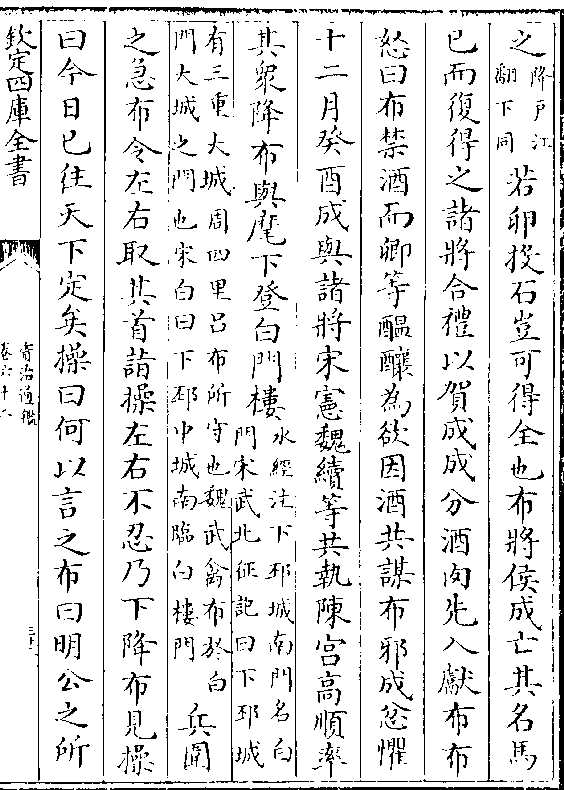 之降戶江
翻下同
若卵投石豈可得全也布將侯成亡其名馬
已而復得之諸將合禮以賀成成分酒肉先入獻布布
怒曰布禁酒而卿等醞釀為欲因酒共謀布邪成忿懼
十二月癸酉成與諸將宋憲魏續等共執陳宮高順率
其衆降布與麾下登白門樓
水經注下邳城南門名白
門宋武北征記曰下邳城
有三重大城周四里呂布所守也魏武禽布於白
門大城之門也宋白曰下邳中城南臨白樓門
兵圍
之急布令左右取其首詣操左右不忍乃下降布見操
曰今日已往天下定矣操曰何以言之布曰明公之所
欽定四庫全書
資治通鑑
卷六十二